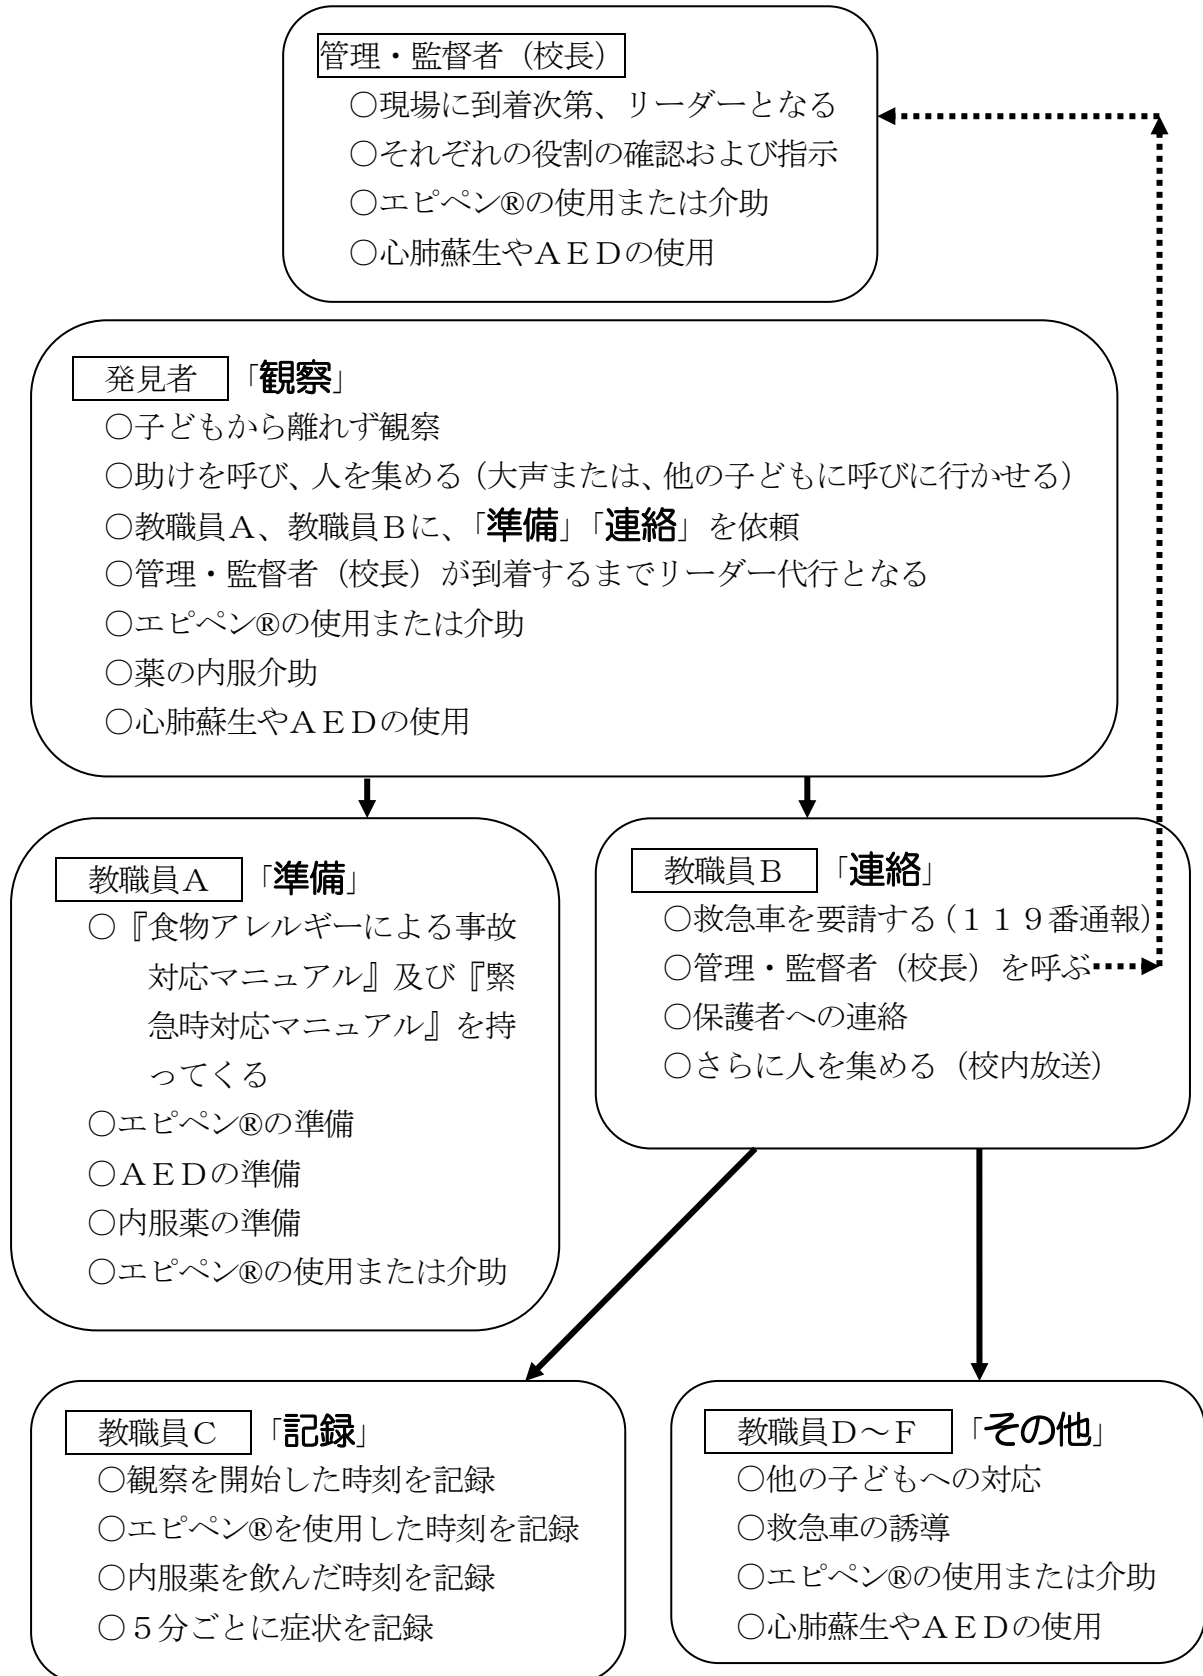 管理・監督者（校長）
○現場に到着次第、リーダーとなる
○それぞれの役割の確認および指示
○エピペン®の使用または介助
○心肺蘇生やＡＥＤの使用
発見者 「観察」
○子どもから離れず観察
○助けを呼び、人を集める（大声または、他の子どもに呼びに行かせる）
○教職員Ａ、教職員Ｂに、「準備」「連絡」を依頼
○管理・監督者（校長）が到着するまでリーダー代行となる
○エピペン®の使用または介助
○薬の内服介助
○心肺蘇生やＡＥＤの使用
教職員Ａ 「準備」
○『食物アレルギーによる事故
対応マニュアル』及び『緊
急時対応マニュアル』を持
ってくる
○エピペン®の準備
○ＡＥＤの準備
○内服薬の準備
○エピペン®の使用または介助
教職員Ｂ 「連絡」
○救急車を要請する（１１９番通報）
○管理・監督者（校長）を呼ぶ
○保護者への連絡
○さらに人を集める（校内放送）
教職員Ｃ 「記録」
○観察を開始した時刻を記録
○エピペン®を使用した時刻を記録
○内服薬を飲んだ時刻を記録
○５分ごとに症状を記録
教職員Ｄ～Ｆ 「その他」
○他の子どもへの対応
○救急車の誘導
○エピペン®の使用または介助
○心肺蘇生やＡＥＤの使用